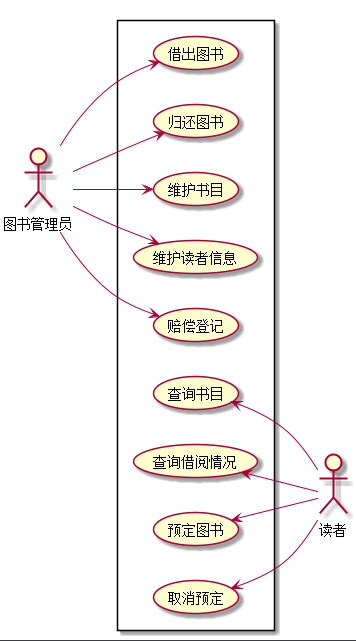 借出图书
归还图书
维护书目
图书管理员
维护读者信息
赔偿登记
查询书目
查询借阅情况
预定图书
读者
取消预定